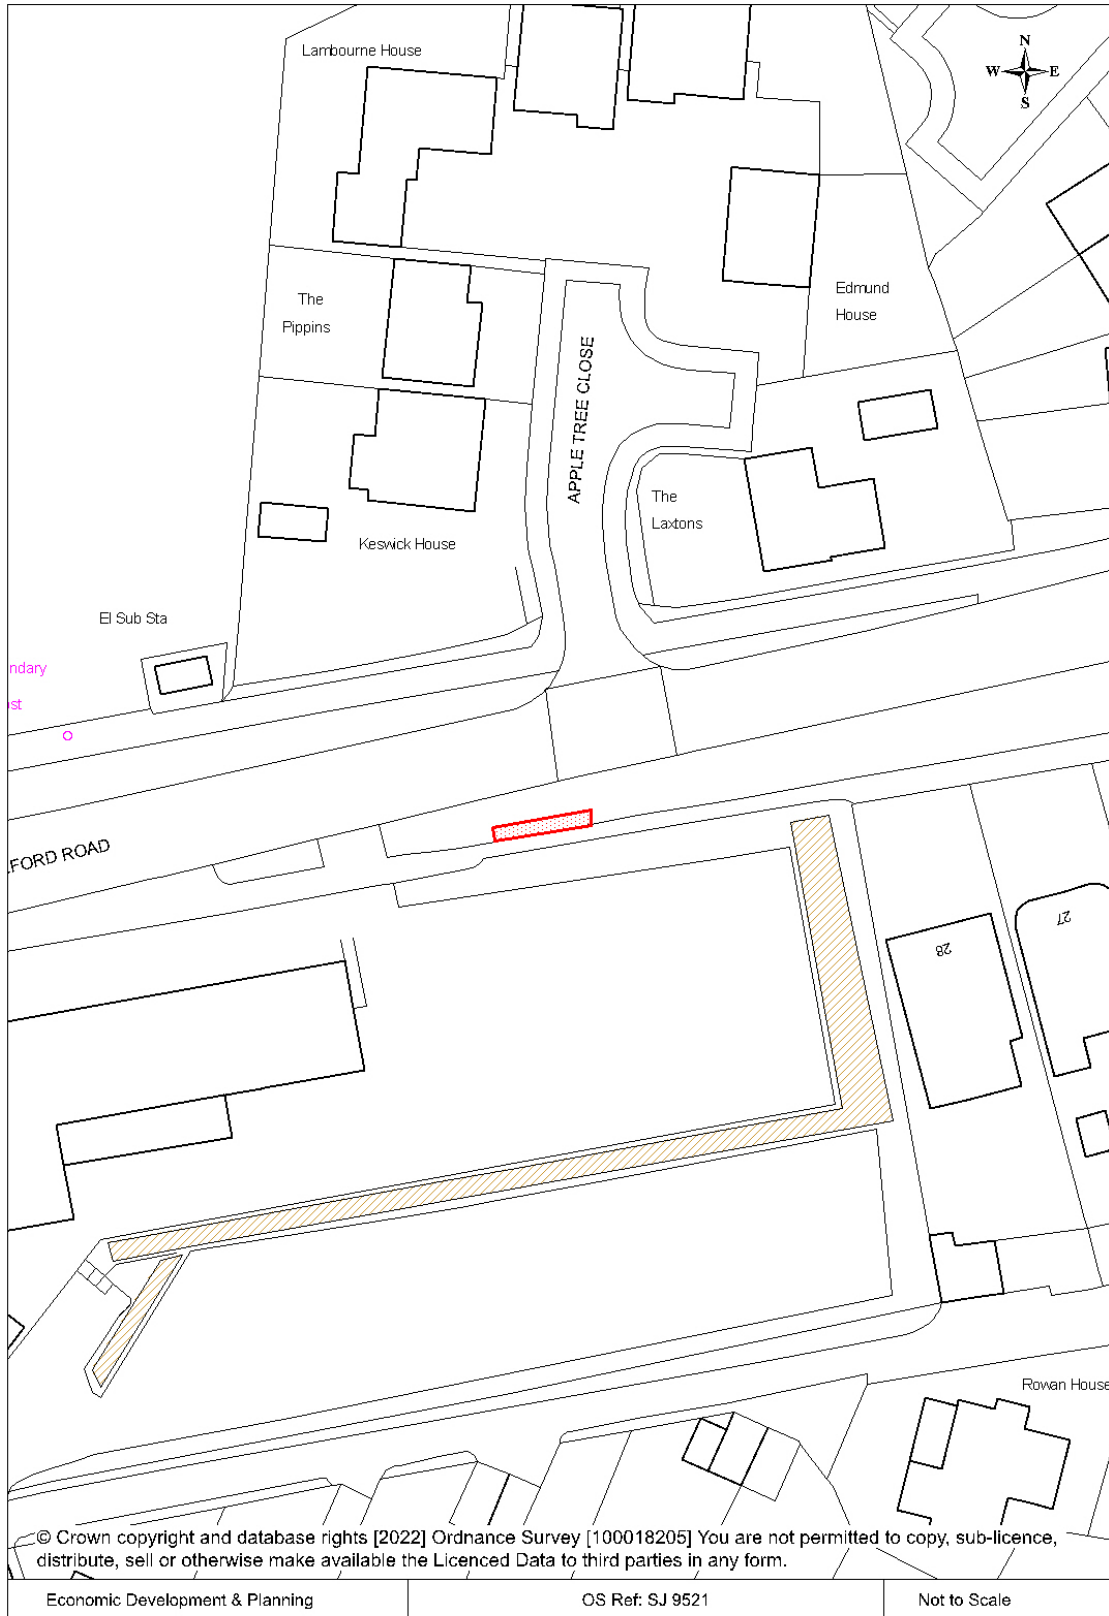 Lambourne House
N
W E
S
The
Pippins
Edmund
House
APPLE TREE CLOSE
The
Laxtons
Keswick House
El Sub Sta
ndary
st
FORD ROAD
28
27
Rowan House
© Crown copyright and database rights [2022] Ordnance Survey [100018205] You are not permitted to copy, sub-licence,
distribute, sell or otherwise make available the Licenced Data to third parties in any form.
Economic Development & Planning
OS Ref: SJ 9521
Not to Scale